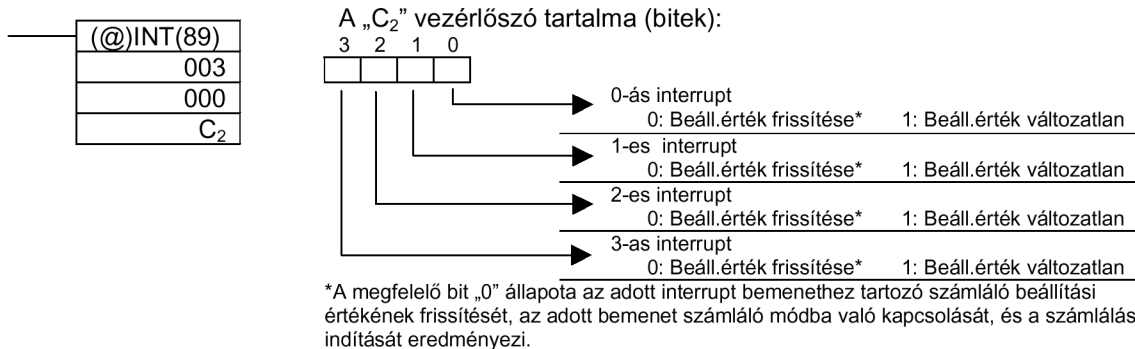 (@)INT(89)
003
000
C₂
A „C₂” vezérlőszó tartalma (bitek):
3 2 1 0
0-ás interrupt
0: Beáll.érték frissítése* 1: Beáll.érték változatlan
1-es interrupt
0: Beáll.érték frissítése* 1: Beáll.érték változatlan
2-es interrupt
0: Beáll.érték frissítése* 1: Beáll.érték változatlan
3-as interrupt
0: Beáll.érték frissítése* 1: Beáll.érték változatlan
*A megfelelő bit „0” állapota az adott interrupt bemenethez tartozó számláló beállítási
értékének frissítését, az adott bemenet számláló módba való kapcsolását, és a számlálás
indítását eredményezi.